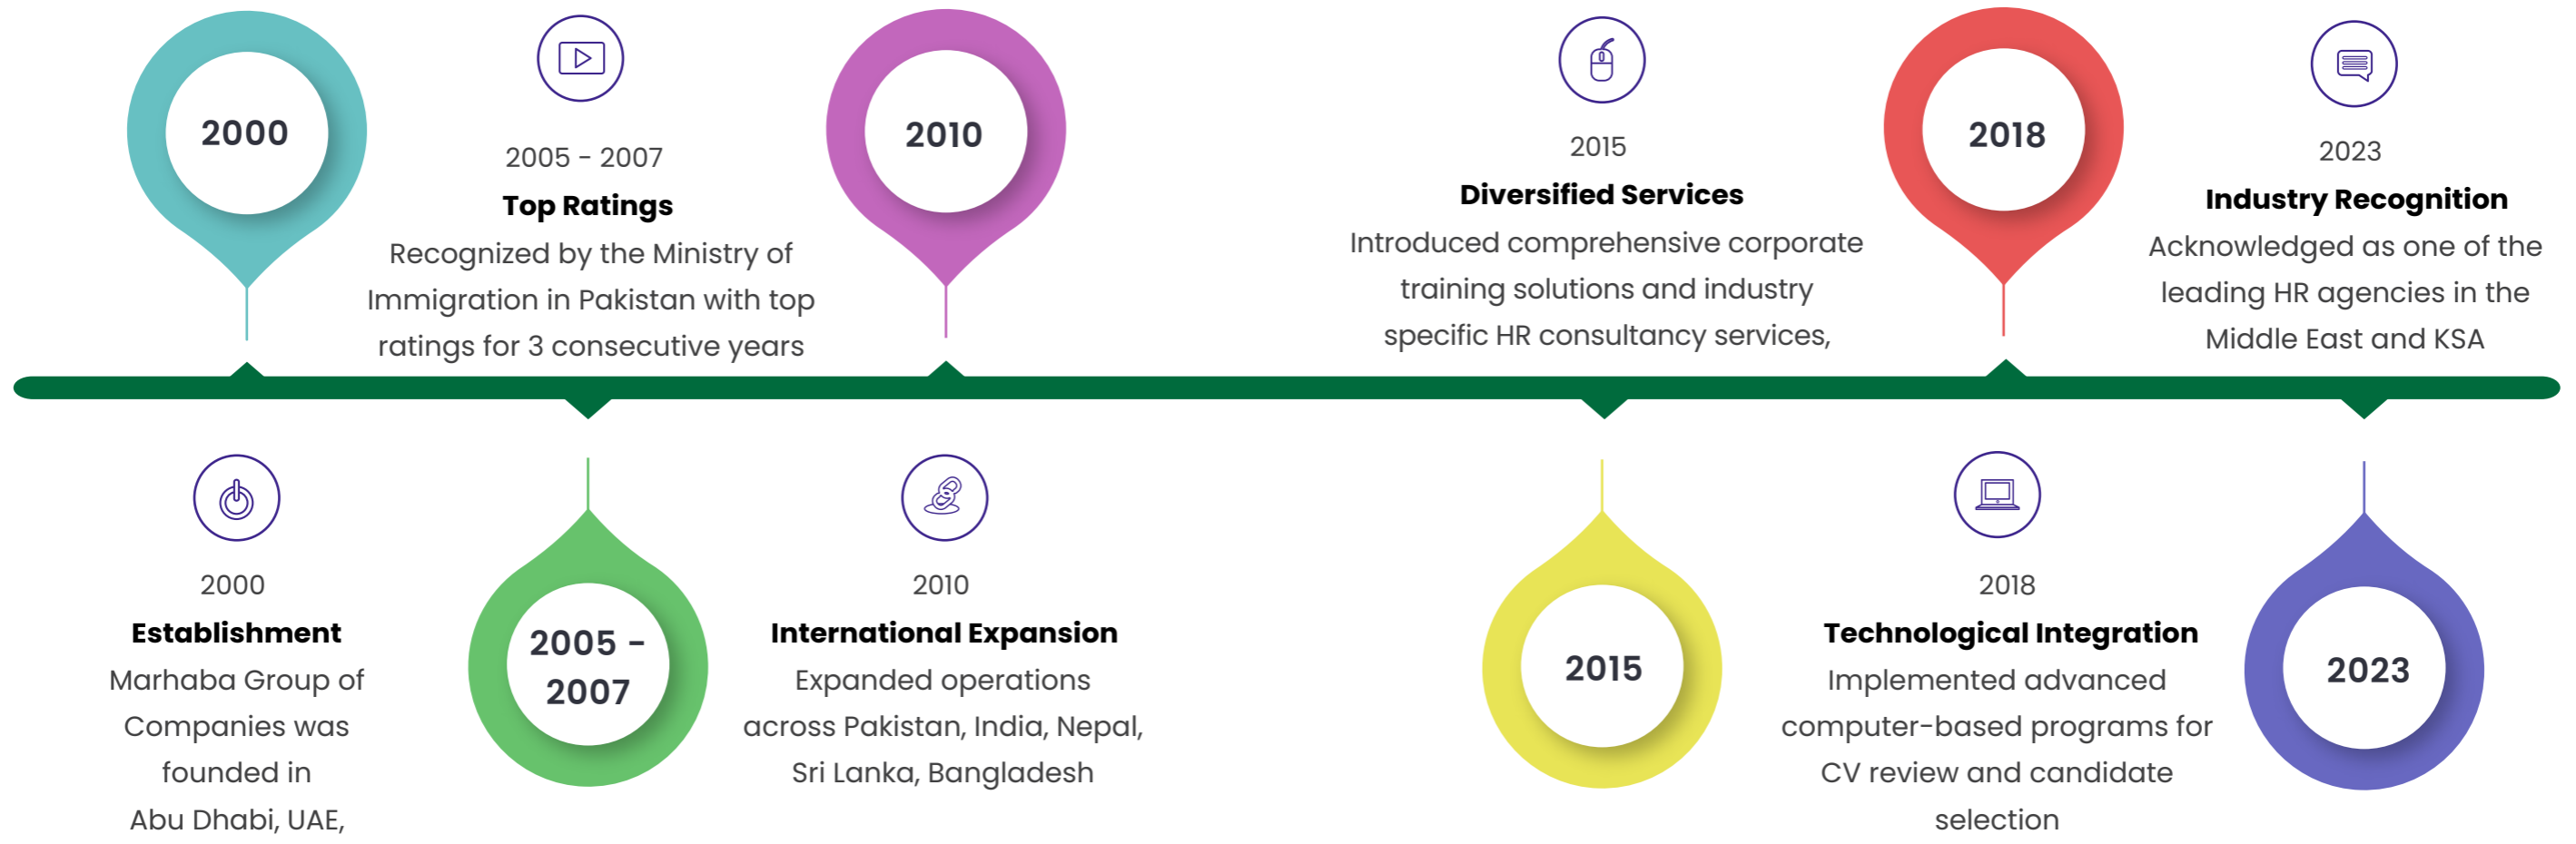 2000
2005 - 2007
Top Ratings
Recognized by the Ministry of
Immigration in Pakistan with top
ratings for 3 consecutive years
2010
2015
Diversified Services
Introduced comprehensive corporate
training solutions and industry
specific HR consultancy services,
2018
2023
Industry Recognition
Acknowledged as one of the
leading HR agencies in the
Middle East and KSA
2000
Establishment
Marhaba Group of
Companies was
founded in
Abu Dhabi, UAE,
2005 -
2007
2010
International Expansion
Expanded operations
across Pakistan, India, Nepal,
Sri Lanka, Bangladesh
2015
2018
Technological Integration
Implemented advanced
computer-based programs for
CV review and candidate
selection
2023